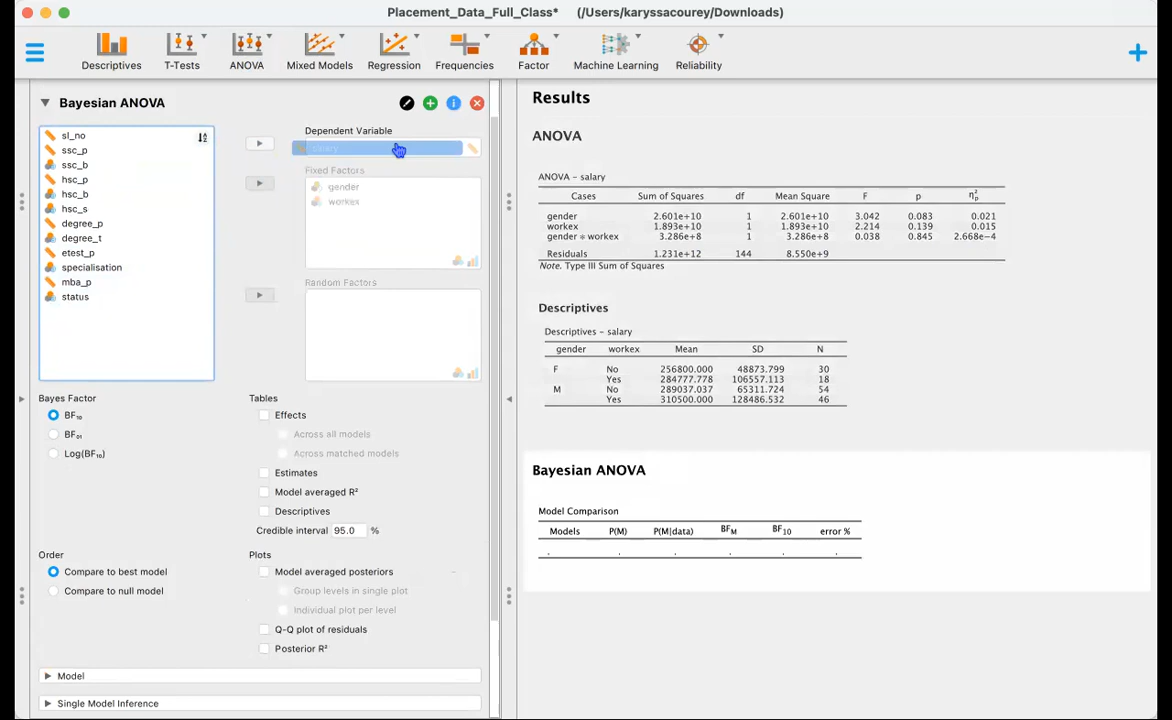 Placement_Data_Full_Class* (/Users/karyssacourey/Downloads)
Descriptives T-Tests ANOVA Mixed Models Regression Frequencies Factor Machine Learning Reliability
Bayesian ANOVA
sl_no
ssc_p
ssc_b
hsc_p
hsc_b
hsc_s
degree_p
degree_t
etest_p
specialisation
mba_p
status
Dependent Variable
salary
Fixed Factors
gender
workex
Random Factors
Bayes Factor
BF₁₀
BF₀₁
Log(BF₁₀)
Tables
Effects
Across all models
Across matched models
Estimates
Model averaged R²
Descriptives
Credible interval 95.0 %
Order
Compare to best model
Compare to null model
Plots
Model averaged posteriors
Group levels in single plot
Individual plot per level
Q-Q plot of residuals
Posterior R²
Model
Single Model Inference
Results
ANOVA
ANOVA - salary
Cases Sum of Squares df Mean Square F p η²p
gender 2.601e+10 1 2.601e+10 3.042 0.083 0.021
workex 1.893e+10 1 1.893e+10 2.214 0.139 0.015
gender * workex 3.286e+8 1 3.286e+8 0.038 0.845 2.668e-4
Residuals 1.231e+12 144 8.550e+9
Note. Type III Sum of Squares
Descriptives
Descriptives - salary
gender workex Mean SD N
F No 256800.000 48873.799 30
Yes 284777.778 106557.113 18
M No 289037.037 65311.724 54
Yes 310500.000 128486.532 46
Bayesian ANOVA
Model Comparison
Models P(M) P(M|data) BFM BF10 error %
. . . . . .